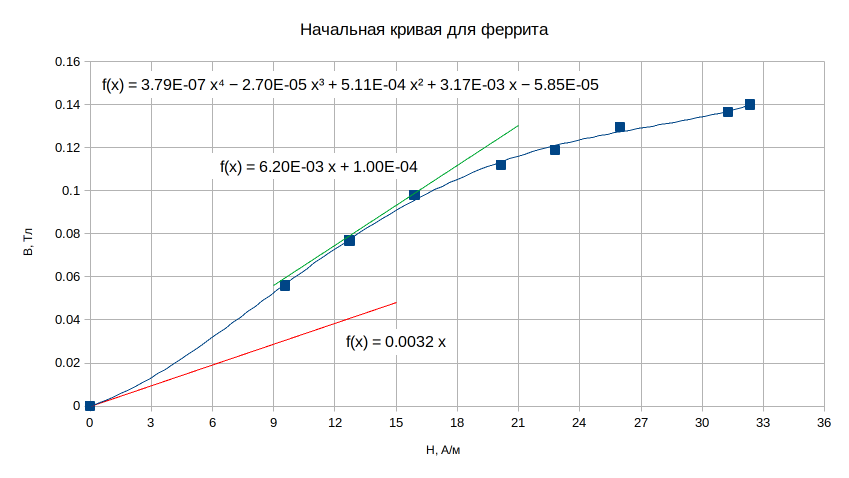 Начальная кривая для феррита
0.16
f(x) = 3.79E-07 x⁴ − 2.70E-05 x³ + 5.11E-04 x² + 3.17E-03 x − 5.85E-05
0.14
0.12
f(x) = 6.20E-03 x + 1.00E-04
0.1
В, Тл
0.08
0.06
0.04
f(x) = 0.0032 x
0.02
0
0 3 6 9 12 15 18 21 24 27 30 33 36
Н, А/м